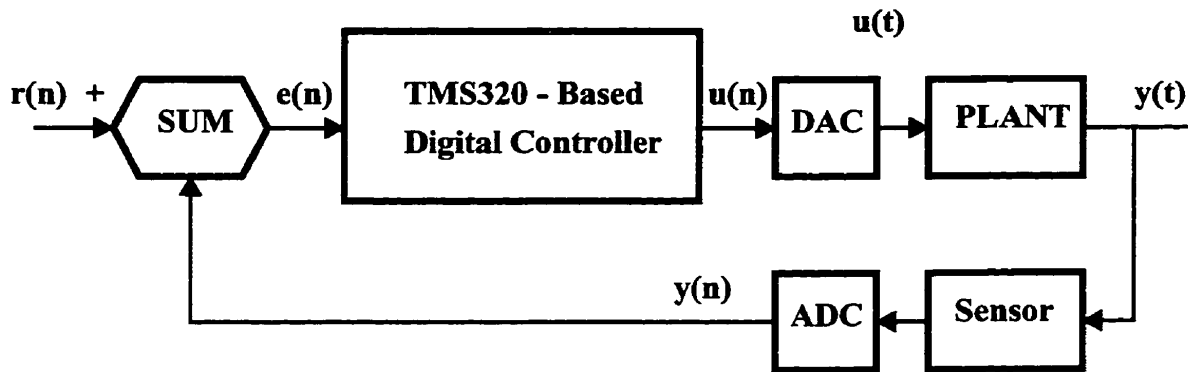 u(t)
r(n) +
SUM
e(n)
TMS320 - Based
Digital Controller
u(n)
DAC
PLANT
y(t)
y(n)
ADC
Sensor